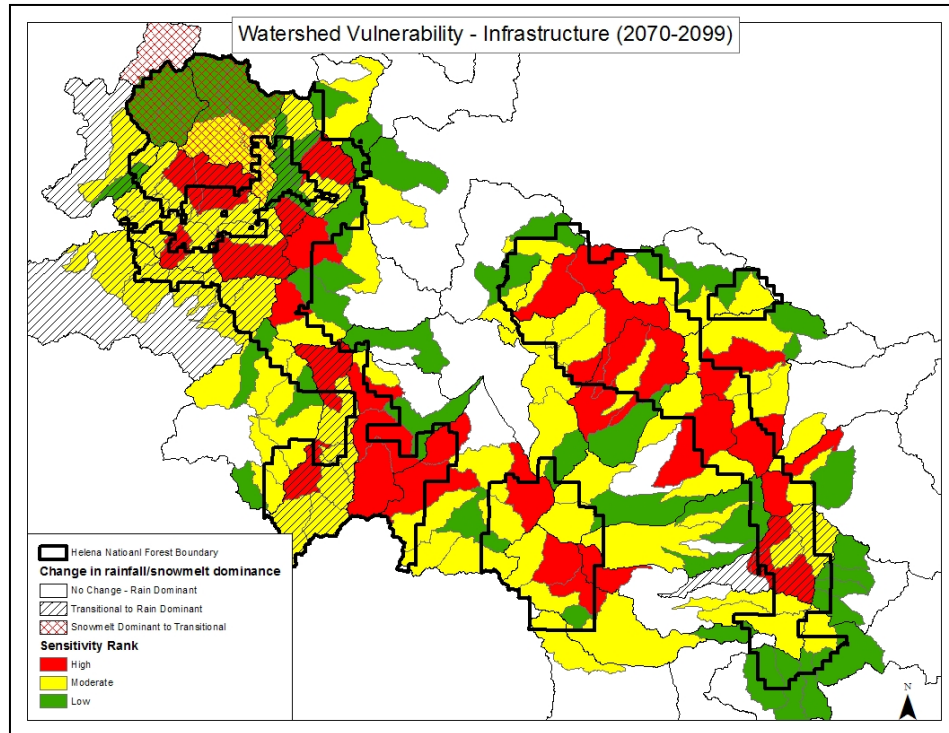 Watershed Vulnerability - Infrastructure (2070-2099)
Helena Natioanl Forest Boundary
Change in rainfall/snowmelt dominance
No Change - Rain Dominant
Transitional to Rain Dominant
Snowmelt Dominant to Transitional
Sensitivity Rank
High
Moderate
Low
N